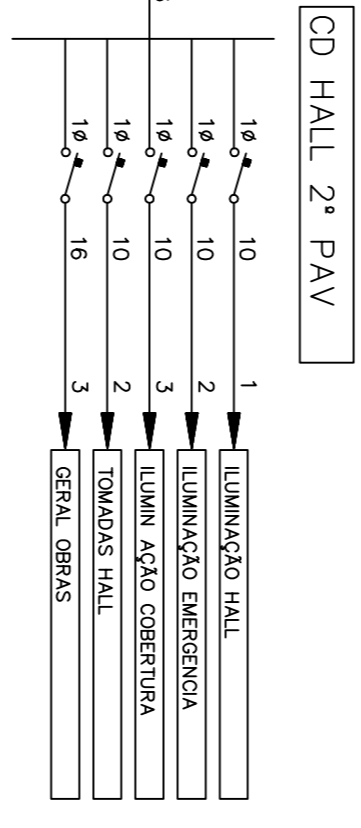 CD HALL 2ª PAV
1ø 10 1 ILUMINAÇÃO HALL
1ø 10 2 ILUMINAÇÃO EMERGENCIA
1ø 10 3 ILUMIN AÇÃO COBERTURA
1ø 10 2 TOMADAS HALL
1ø 16 3 GERAL OBRAS